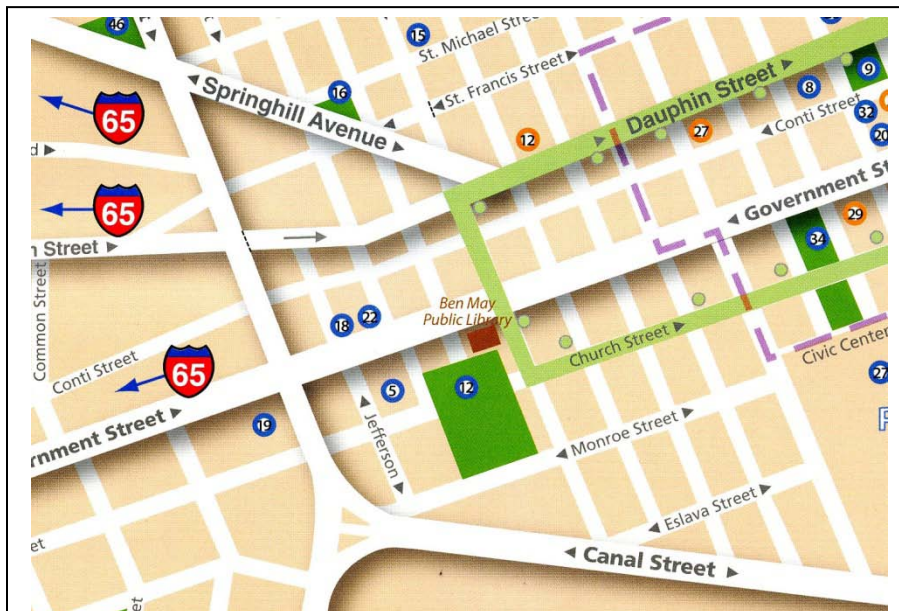 46
15
St. Michael Street
St. Francis Street
16
Springhill Avenue
65
12
Dauphin Street
27
8
9
Conti Street
32
20
65
n Street
Government St
29
34
Common Street
Ben May
Public Library
18
22
Church Street
Civic Center
Conti Street
65
5
12
27
Jefferson
19
rnment Street
Monroe Street
Eslava Street
Canal Street